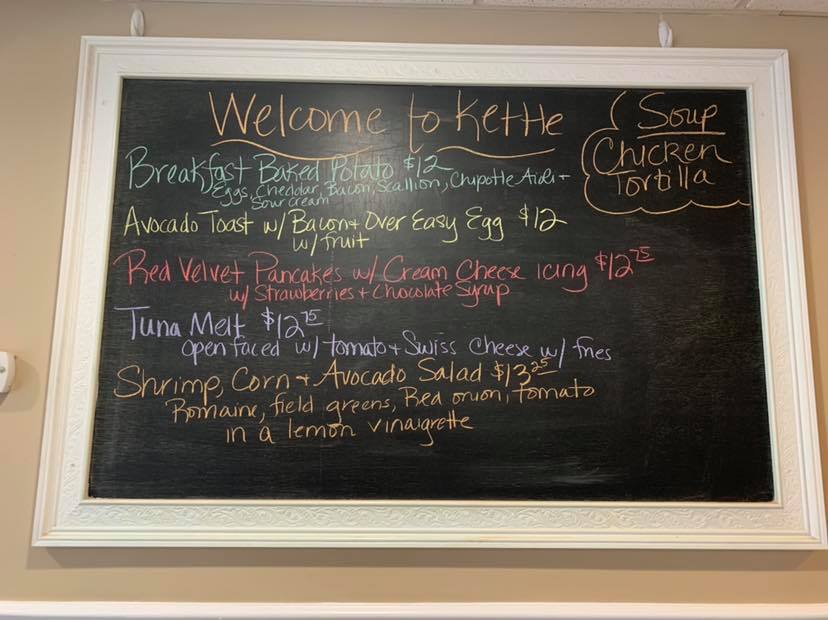 Welcome to Kettle
Soup
Chicken
Tortilla
Breakfast Baked Potato $12
Eggs, Cheddar, Bacon, Scallion, Chipotle Aioli +
Sour cream
Avocado Toast w/ Bacon + Over Easy Egg $12
w/ fruit
Red Velvet Pancakes w/ Cream Cheese icing $12.75
w/ Strawberries + Chocolate Syrup
Tuna Melt $12.75
open faced w/ tomato + Swiss Cheese w/ fries
Shrimp, Corn + Avocado Salad $13.25
Romaine, field greens, Red onion, tomato
in a lemon vinaigrette